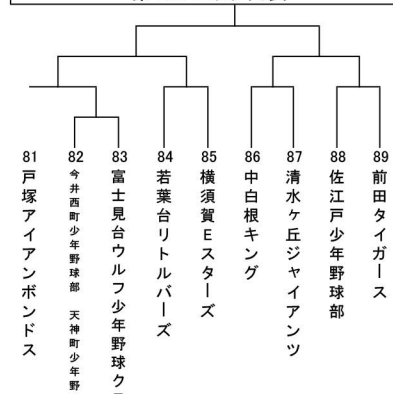 81
戸塚アイアンボンドス
82
今井西町少年野球部 天神町少年野
83
富士見台ウルフ少年野球ク
84
若葉台リトルバーズ
85
横須賀Eスターズ
86
中白根キング
87
清水ヶ丘ジャイアンツ
88
佐江戸少年野球部
89
前田タイガース